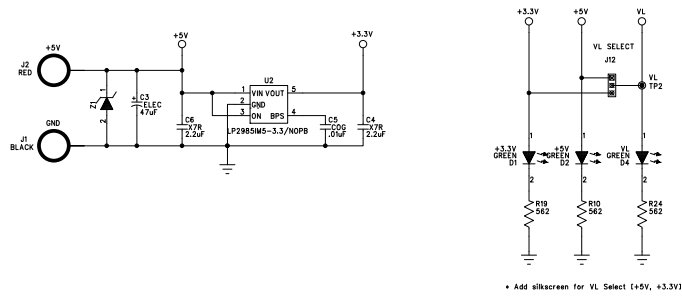 +5V
J2
RED
+5V
+3.3V
Z1
1
2
C3
ELEC
47uF
C6
X7R
2.2uF
U2
1
VIN
VOUT
5
2
GND
3
ON
BPS
4
LP2985IM5-3.3/NOPB
C5
COG
.01uF
C4
X7R
2.2uF
GND
J1
BLACK
+3.3V
+5V
VL
VL SELECT
J12
VL
TP2
1
1
1
+3.3V
GREEN
D1
+5V
GREEN
D2
VL
GREEN
D4
2
2
2
R19
562
R10
562
R24
562
* Add silkscreen for VL Select (+5V, +3.3V)